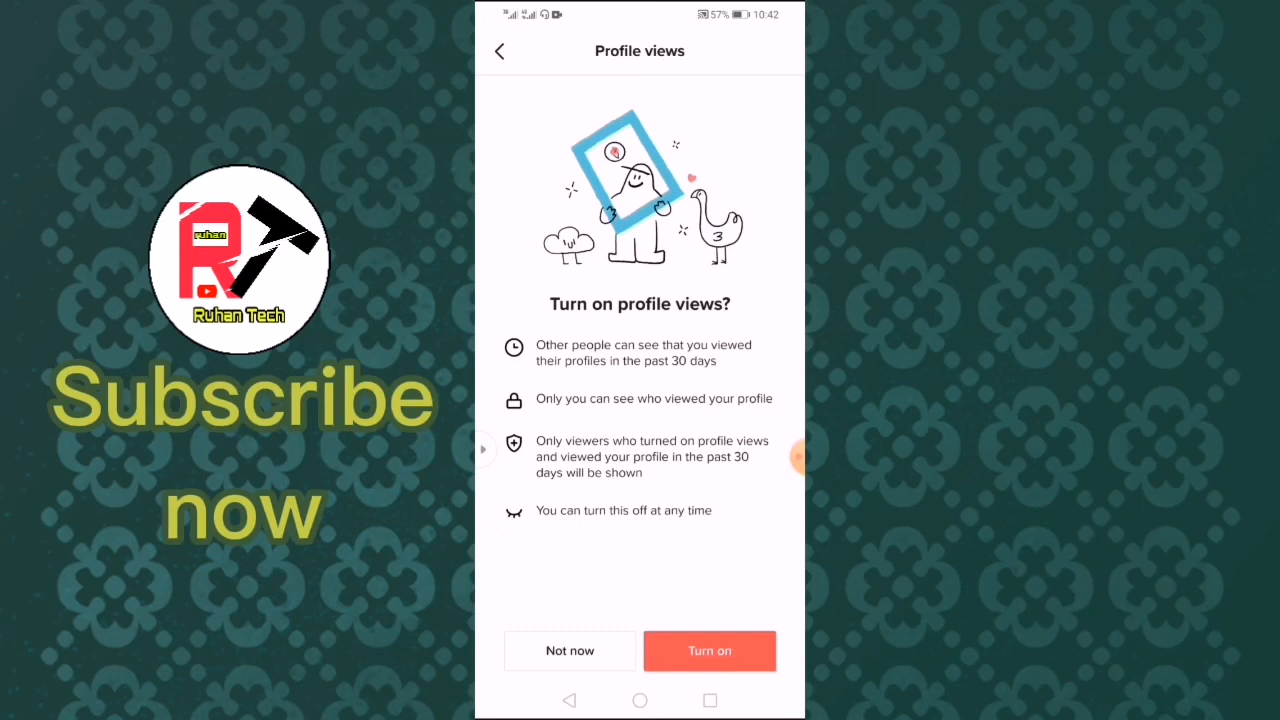 57% 10:42
Profile views
3
Turn on profile views?
Other people can see that you viewed
their profiles in the past 30 days
Only you can see who viewed your profile
Only viewers who turned on profile views
and viewed your profile in the past 30
days will be shown
You can turn this off at any time
Not now
Turn on
R
ruhan
T
Ruhan Tech
Subscribe
now